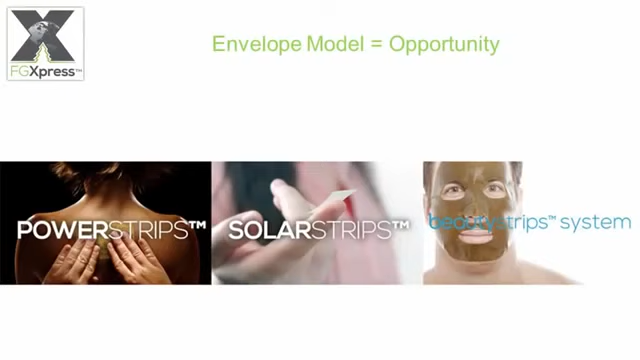 FGXpress™
Envelope Model = Opportunity
POWERSTRIPS™
SOLARSTRIPS™
beautystrips™ system